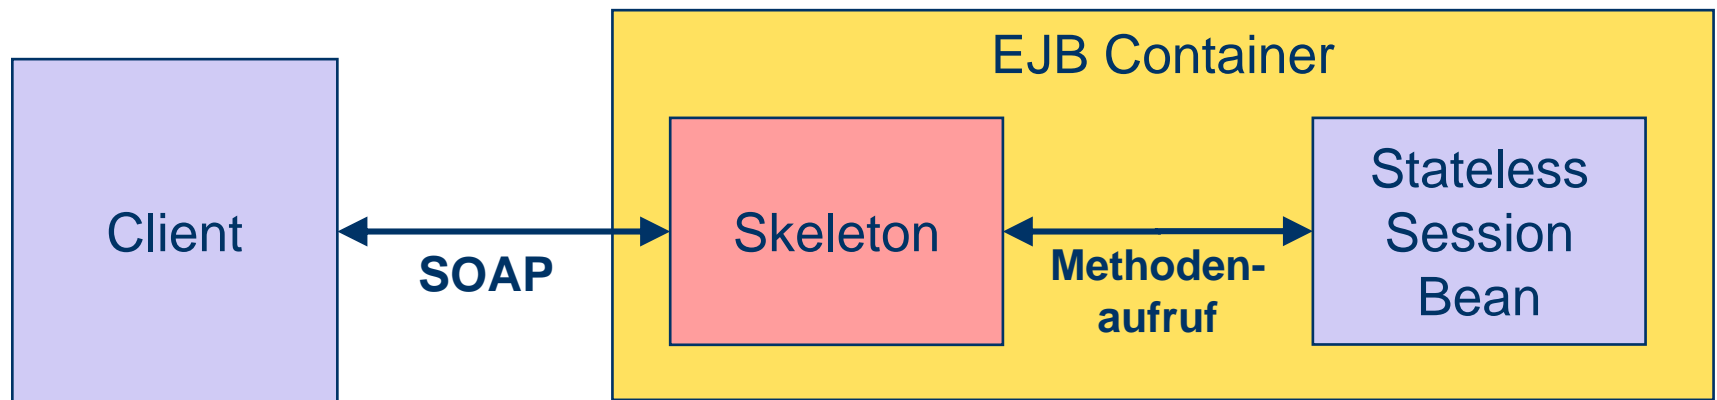 EJB Container
Client
SOAP
Skeleton
Methoden-
aufruf
Stateless
Session
Bean